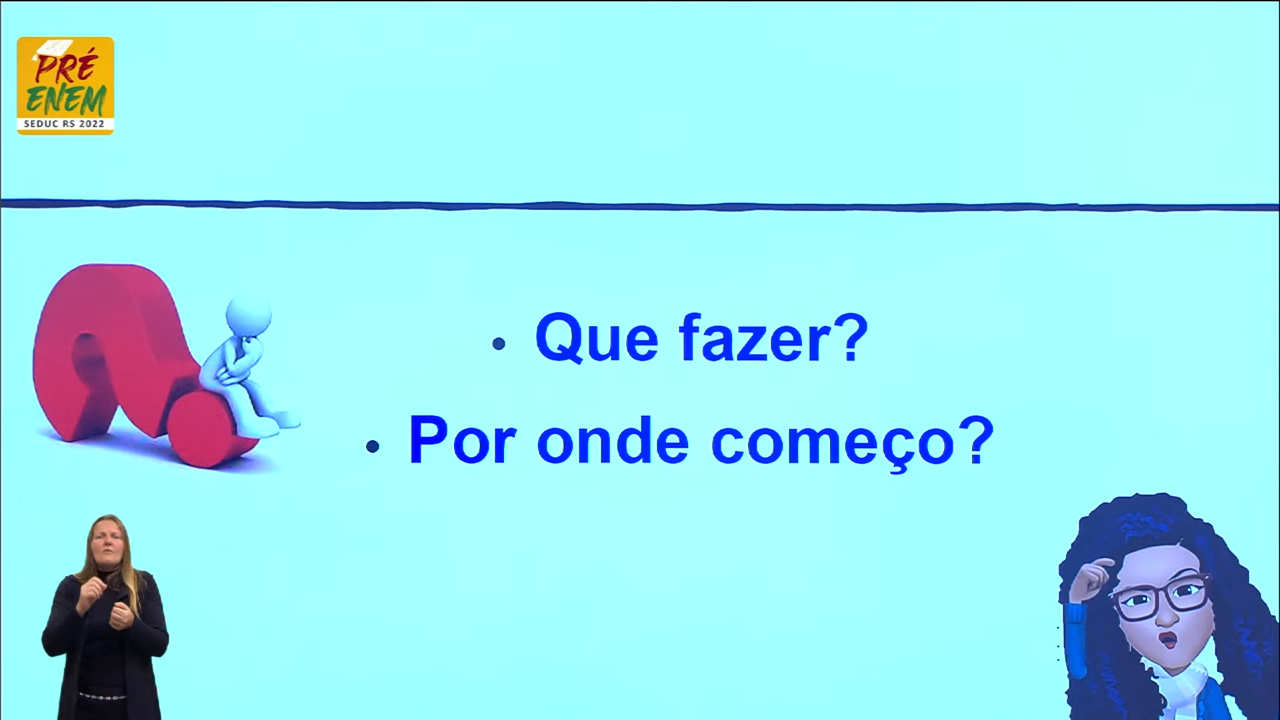 PRÉ
ENEM
SEDUC RS 2022
• Que fazer?
• Por onde começo?